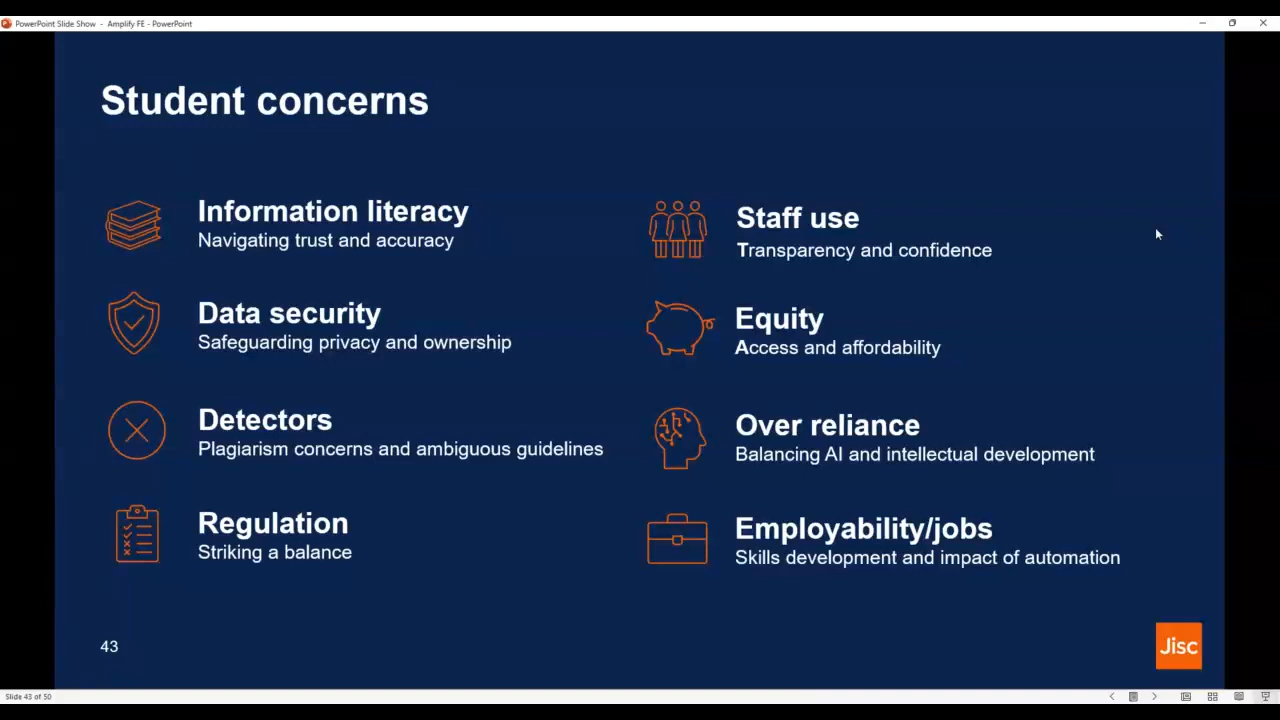 PowerPoint Slide Show - Amplify FE - PowerPoint
Student concerns
Information literacy
Navigating trust and accuracy
Data security
Safeguarding privacy and ownership
Detectors
Plagiarism concerns and ambiguous guidelines
Regulation
Striking a balance
Staff use
Transparency and confidence
Equity
Access and affordability
Over reliance
Balancing AI and intellectual development
Employability/jobs
Skills development and impact of automation
43
Jisc
Slide 43 of 50